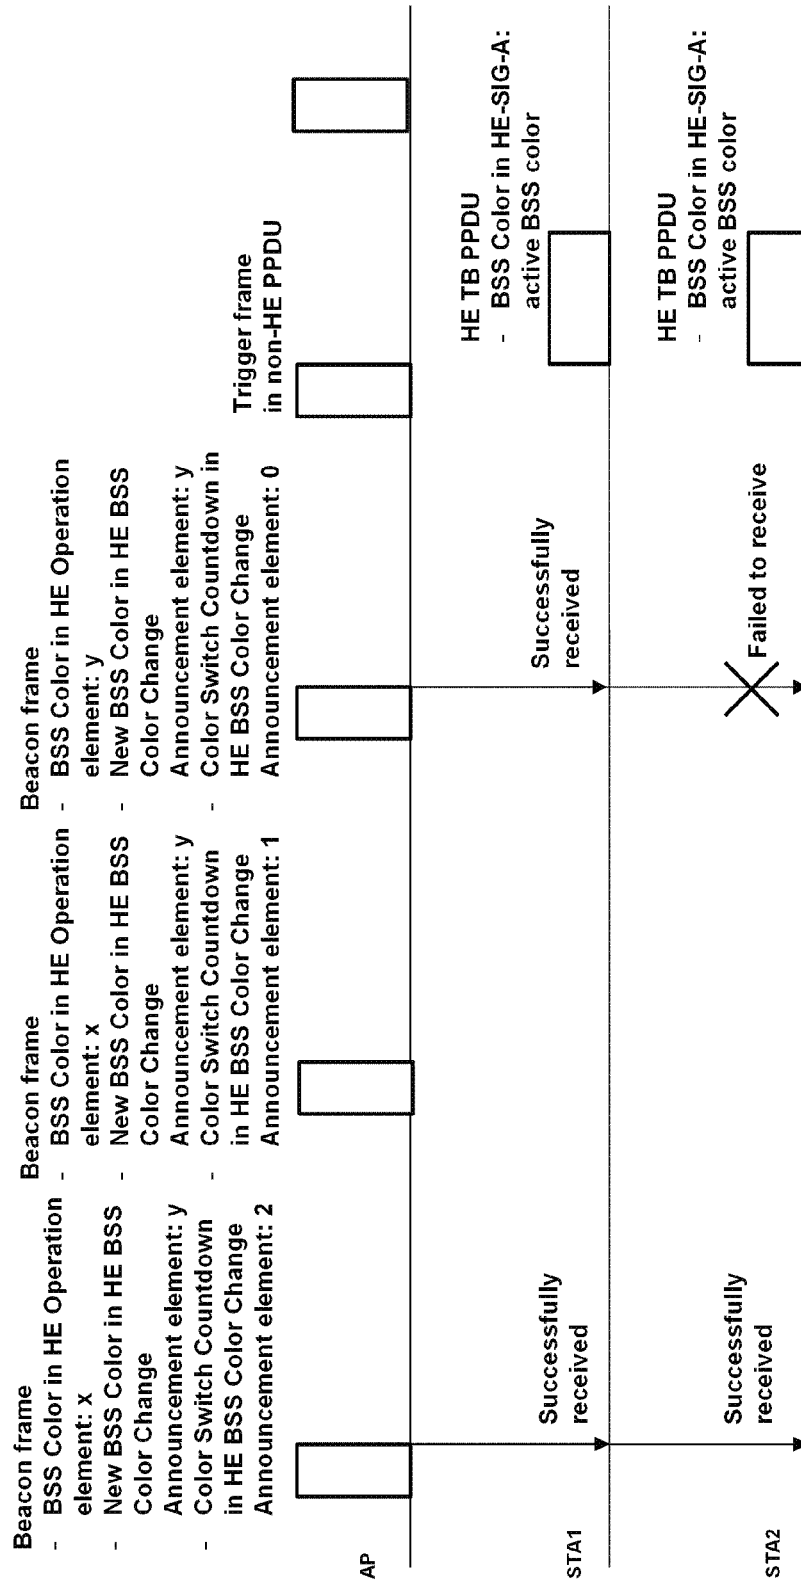 Beacon frame
- BSS Color in HE Operation
element: x
- New BSS Color in HE BSS
Color Change
Announcement element: y
- Color Switch Countdown
in HE BSS Color Change
Announcement element: 2
Beacon frame
- BSS Color in HE Operation
element: x
- New BSS Color in HE BSS
Color Change
Announcement element: y
- Color Switch Countdown
in HE BSS Color Change
Announcement element: 1
Beacon frame
- BSS Color in HE Operation
element: y
- New BSS Color in HE BSS
Color Change
Announcement element: y
- Color Switch Countdown in
HE BSS Color Change
Announcement element: 0
Trigger frame
in non-HE PPDU
AP
Successfully
received
Successfully
received
HE TB PPDU
- BSS Color in HE-SIG-A:
active BSS color
STA1
Successfully
received
Failed to receive
HE TB PPDU
- BSS Color in HE-SIG-A:
active BSS color
STA2